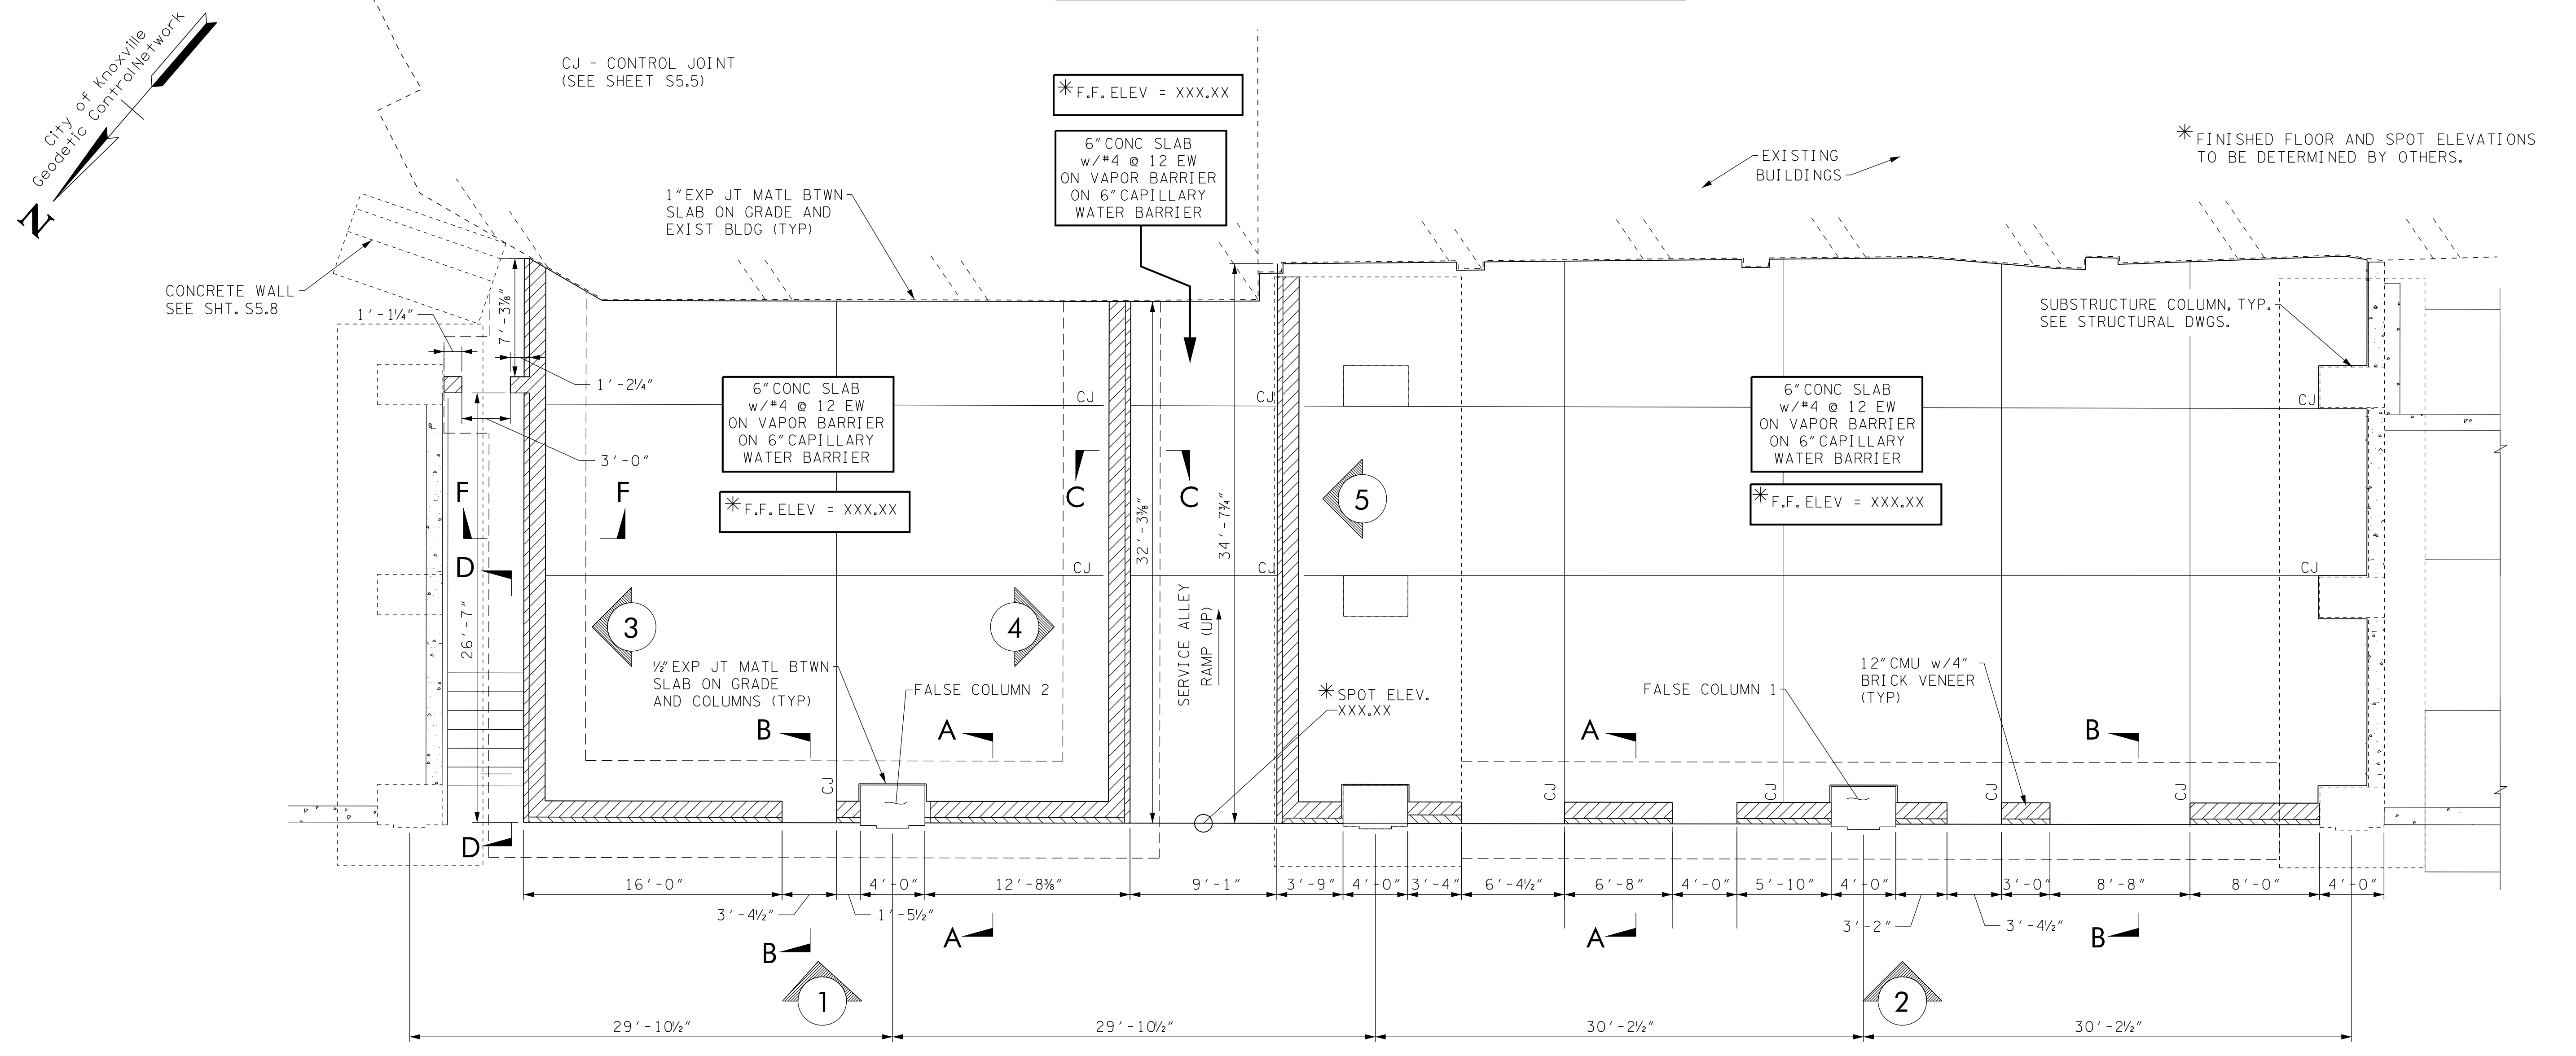 City of Knoxville
Geodetic Control Network
N
CJ - CONTROL JOINT
(SEE SHEET S5.5)
*F.F. ELEV = XXX.XX
6" CONC SLAB
w/#4 @ 12 EW
ON VAPOR BARRIER
ON 6" CAPILLARY
WATER BARRIER
EXISTING
BUILDINGS
*FINISHED FLOOR AND SPOT ELEVATIONS
TO BE DETERMINED BY OTHERS.
1" EXP JT MATL BTWN
SLAB ON GRADE AND
EXIST BLDG (TYP)
CONCRETE WALL
SEE SHT. S5.8
1'-1¼"
7'-3⅞"
1'-2¼"
3'-0"
26'-7"
SUBSTRUCTURE COLUMN, TYP.
SEE STRUCTURAL DWGS.
6" CONC SLAB
w/#4 @ 12 EW
ON VAPOR BARRIER
ON 6" CAPILLARY
WATER BARRIER
*F.F. ELEV = XXX.XX
6" CONC SLAB
w/#4 @ 12 EW
ON VAPOR BARRIER
ON 6" CAPILLARY
WATER BARRIER
*F.F. ELEV = XXX.XX
CJ
CJ
CJ
F
F
C
C
5
32'-3⅜"
34'-7¾"
D
CJ
CJ
CJ
3
4
SERVICE ALLEY
RAMP (UP)
½" EXP JT MATL BTWN
SLAB ON GRADE
AND COLUMNS (TYP)
FALSE COLUMN 2
*SPOT ELEV.
XXX.XX
FALSE COLUMN 1
12" CMU w/4"
BRICK VENEER
(TYP)
B
A
A
B
CJ
CJ
CJ
CJ
CJ
D
16'-0"
4'-0"
12'-8⅜"
9'-1"
3'-9"
4'-0"
3'-4"
6'-4½"
6'-8"
4'-0"
5'-10"
4'-0"
3'-0"
8'-8"
8'-0"
4'-0"
3'-4½"
1'-5½"
3'-2"
3'-4½"
B
A
A
B
1
2
29'-10½"
29'-10½"
30'-2½"
30'-2½"